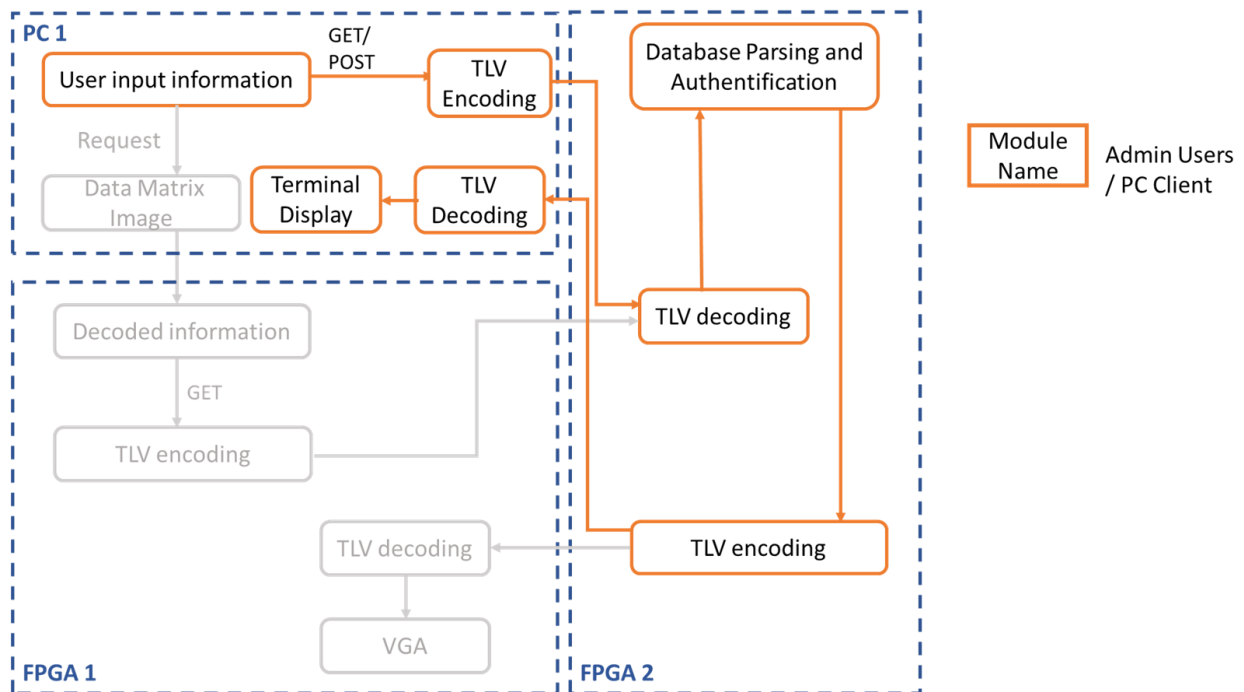 PC 1
User input information
GET/
POST
TLV
Encoding
Request
Data Matrix
Image
Terminal
Display
TLV
Decoding
Database Parsing and
Authentification
Module
Name
Admin Users
/ PC Client
Decoded information
GET
TLV encoding
TLV decoding
VGA
FPGA 1
TLV decoding
TLV encoding
FPGA 2